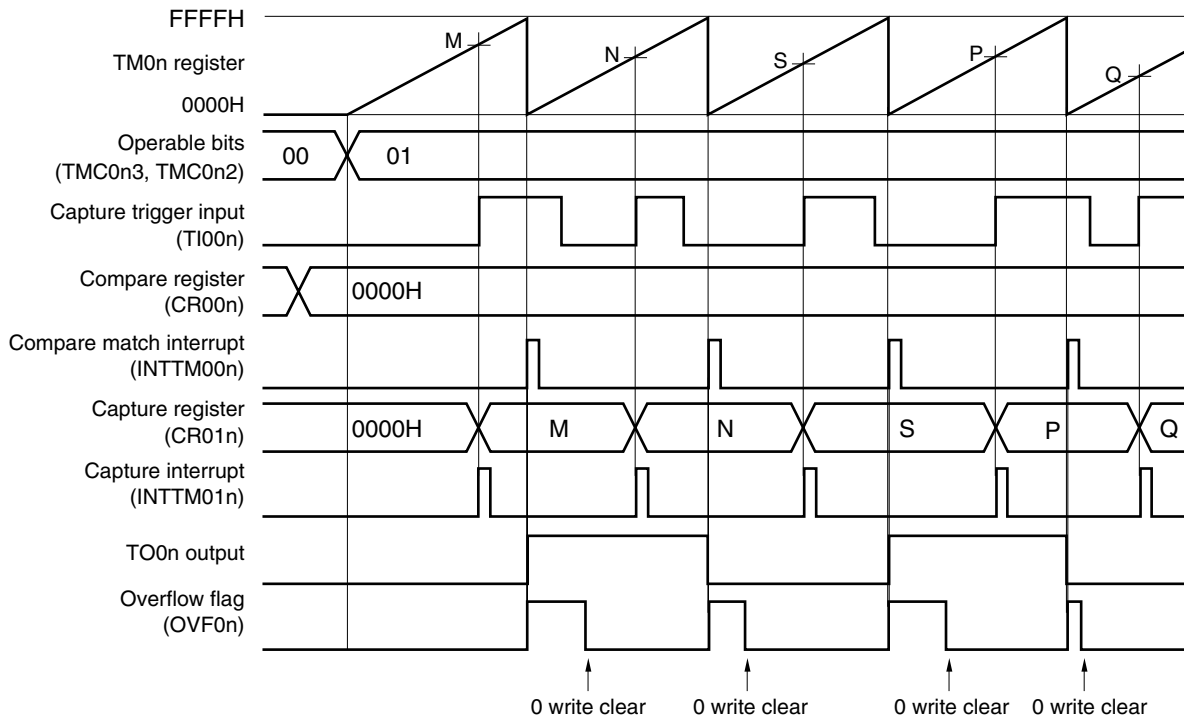 FFFFH
TM0n register
0000H
M
N
S
P
Q
Operable bits
(TMC0n3, TMC0n2)
00
01
Capture trigger input
(TI00n)
Compare register
(CR00n)
0000H
Compare match interrupt
(INTTM00n)
Capture register
(CR01n)
0000H
M
N
S
P
Q
Capture interrupt
(INTTM01n)
TO0n output
Overflow flag
(OVF0n)
0 write clear
0 write clear
0 write clear
0 write clear